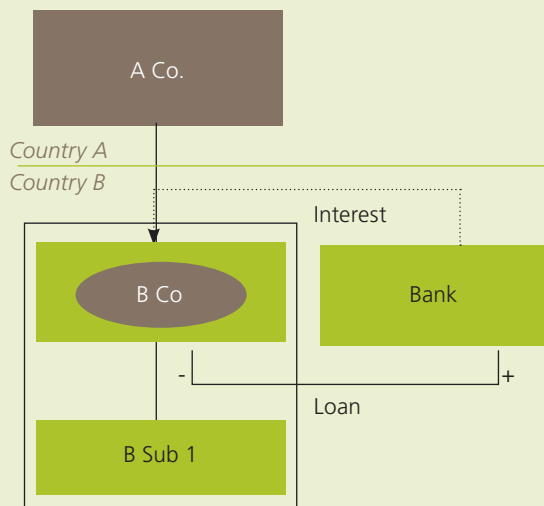 A Co.
Country A
Country B
Interest
B Co
Bank
-
+
Loan
B Sub 1